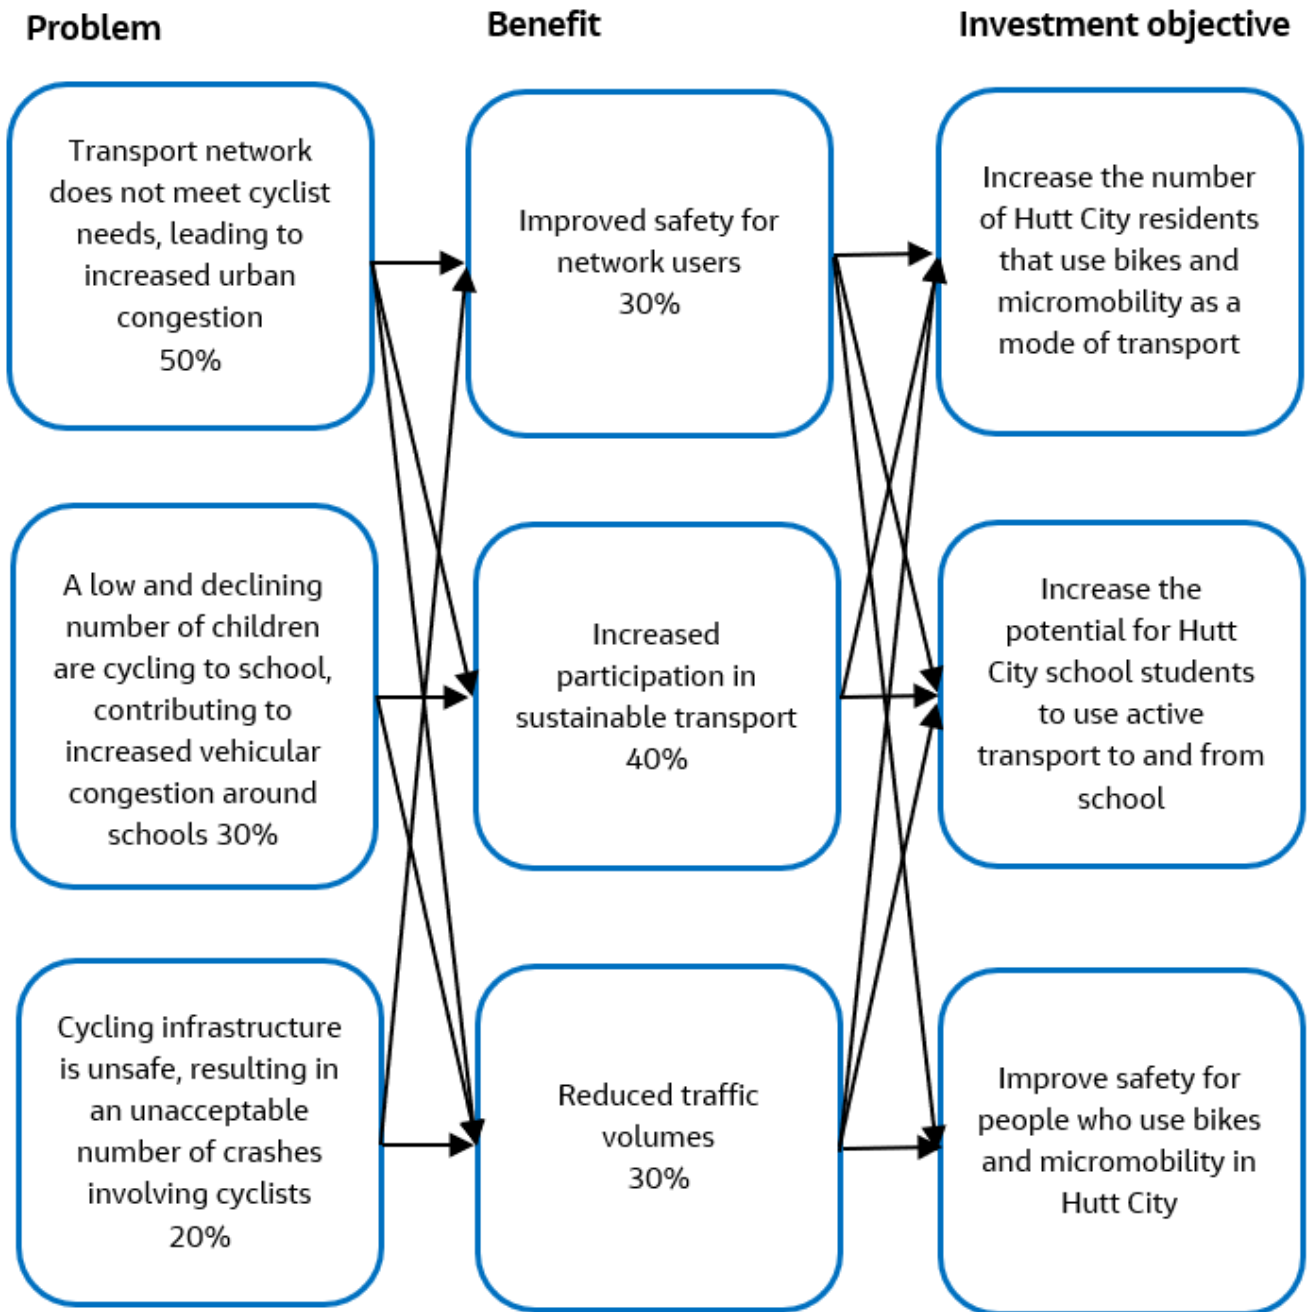 Problem
Benefit
Investment objective
Transport network
does not meet cyclist
needs, leading to
increased urban
congestion
50%
Improved safety for
network users
30%
Increase the number
of Hutt City residents
that use bikes and
micromobility as a
mode of transport
A low and declining
number of children
are cycling to school,
contributing to
increased vehicular
congestion around
schools 30%
Increased
participation in
sustainable transport
40%
Increase the
potential for Hutt
City school students
to use active
transport to and from
school
Cycling infrastructure
is unsafe, resulting in
an unacceptable
number of crashes
involving cyclists
20%
Reduced traffic
volumes
30%
Improve safety for
people who use bikes
and micromobility in
Hutt City